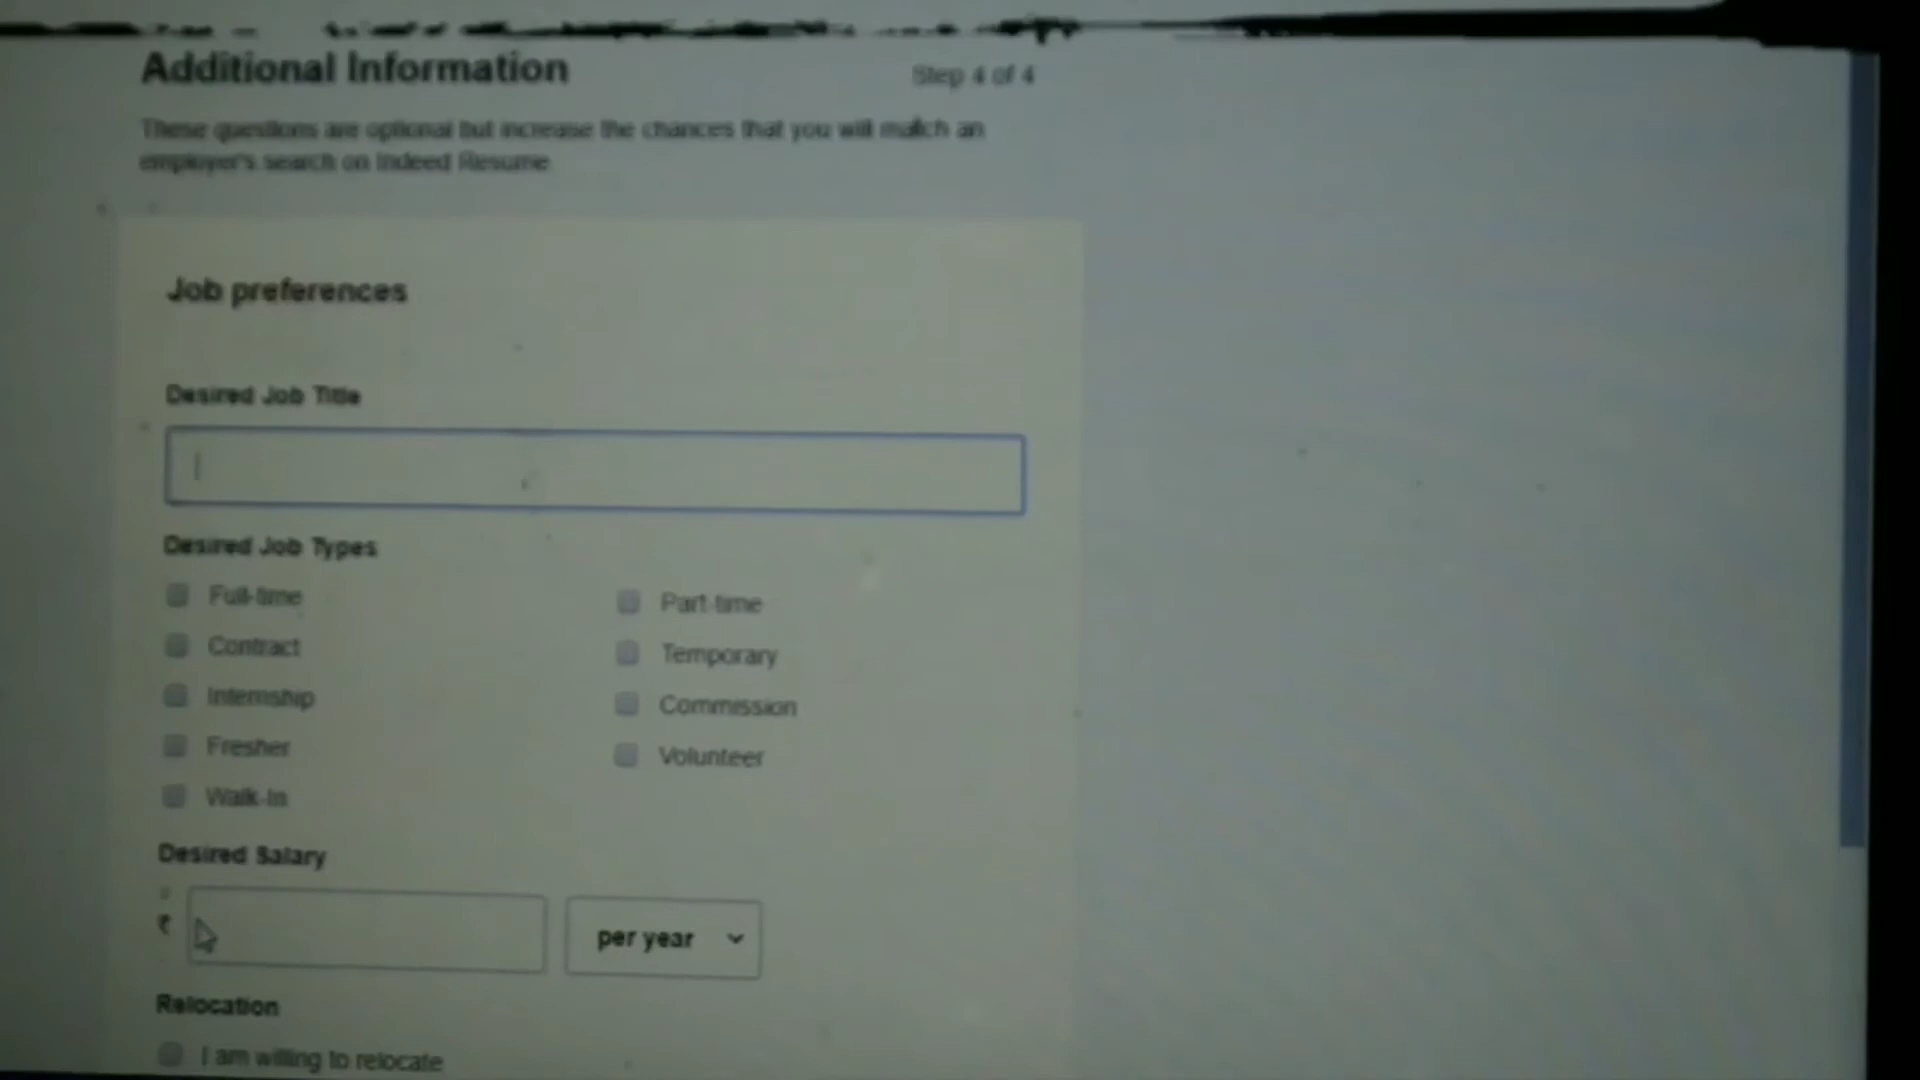 Additional Information
Step 4 of 4
These questions are optional but increase the chances that you will match an
employer's search on Indeed Resume
Job preferences
Desired Job Title
Desired Job Types
Full-time
Part-time
Contract
Temporary
Internship
Commission
Fresher
Volunteer
Walk-In
Desired Salary
₹
per year
Relocation
I am willing to relocate